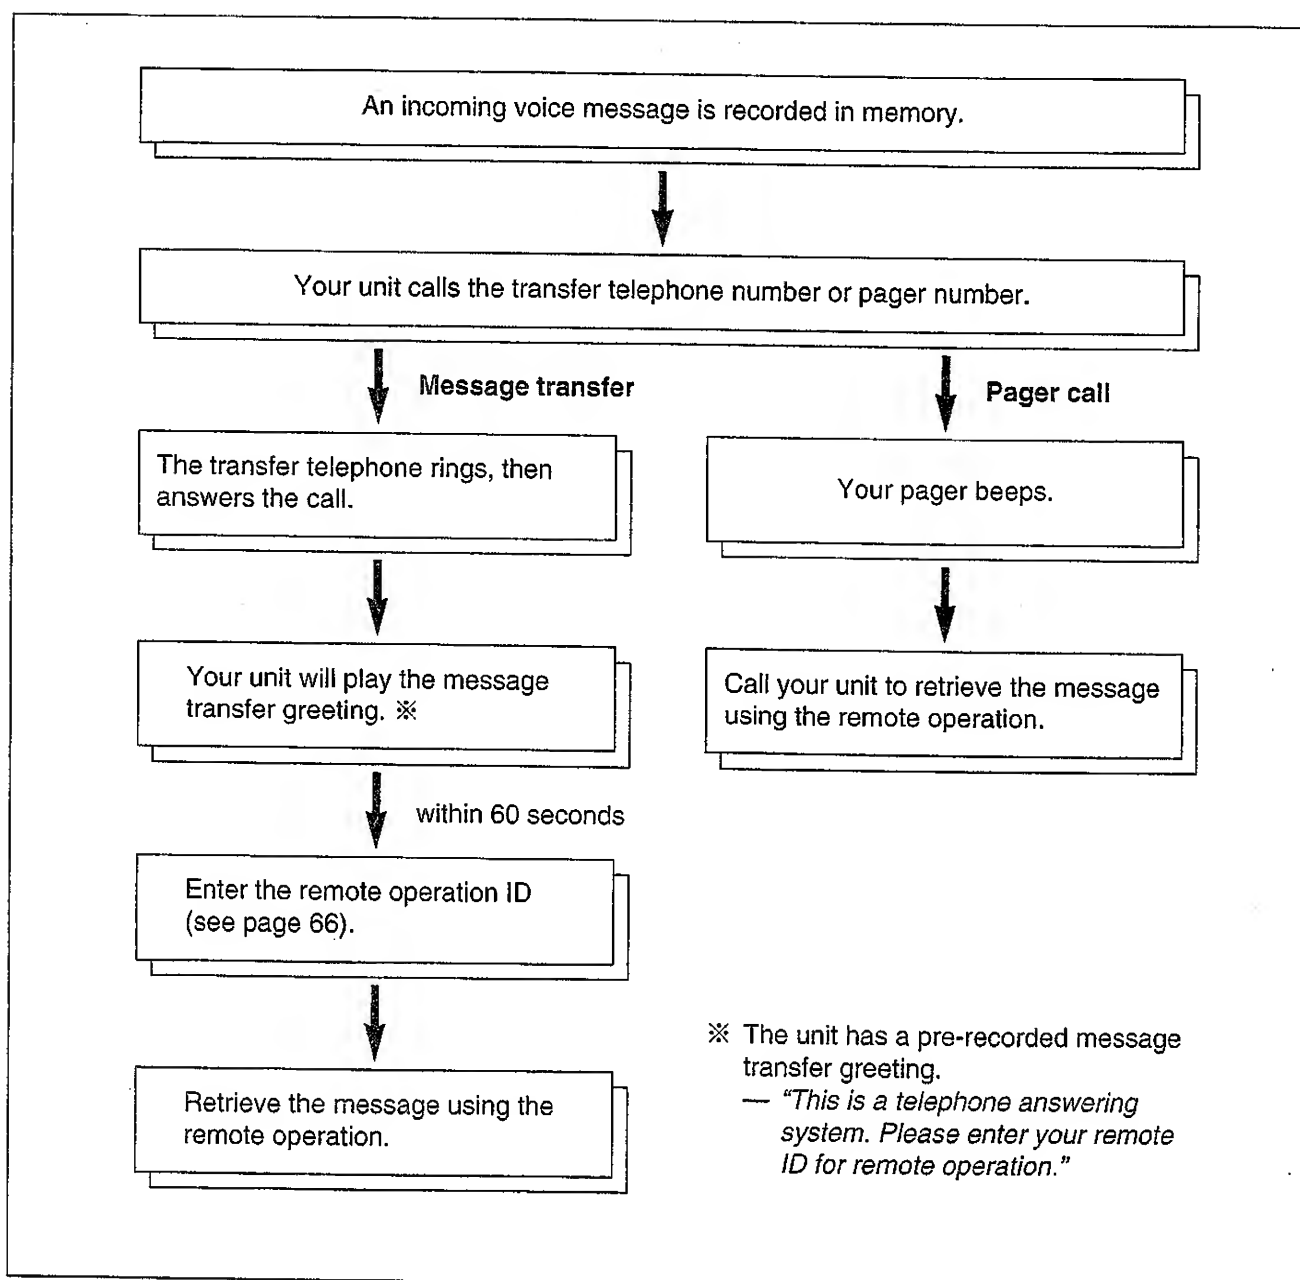 An incoming voice message is recorded in memory.
Your unit calls the transfer telephone number or pager number.
Message transfer
Pager call
The transfer telephone rings, then
answers the call.
Your pager beeps.
Your unit will play the message
transfer greeting. ※
Call your unit to retrieve the message
using the remote operation.
within 60 seconds
Enter the remote operation ID
(see page 66).
Retrieve the message using the
remote operation.
※ The unit has a pre-recorded message
transfer greeting.
— “This is a telephone answering
system. Please enter your remote
ID for remote operation.”